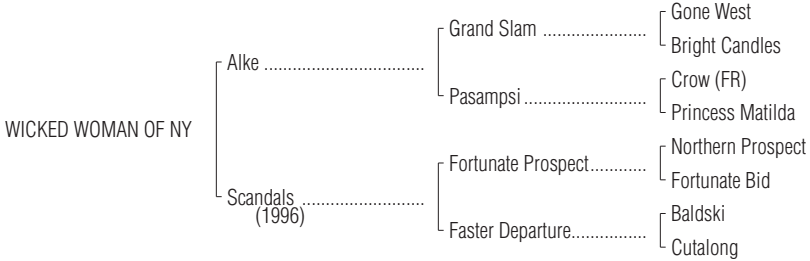 Gone West
Grand Slam ......................
Bright Candles
Alke .................................
Crow (FR)
Pasampsi ..........................
Princess Matilda
WICKED WOMAN OF NY
Northern Prospect
Fortunate Prospect............
Fortunate Bid
Scandals .........................
(1996)
Baldski
Faster Departure................
Cutalong